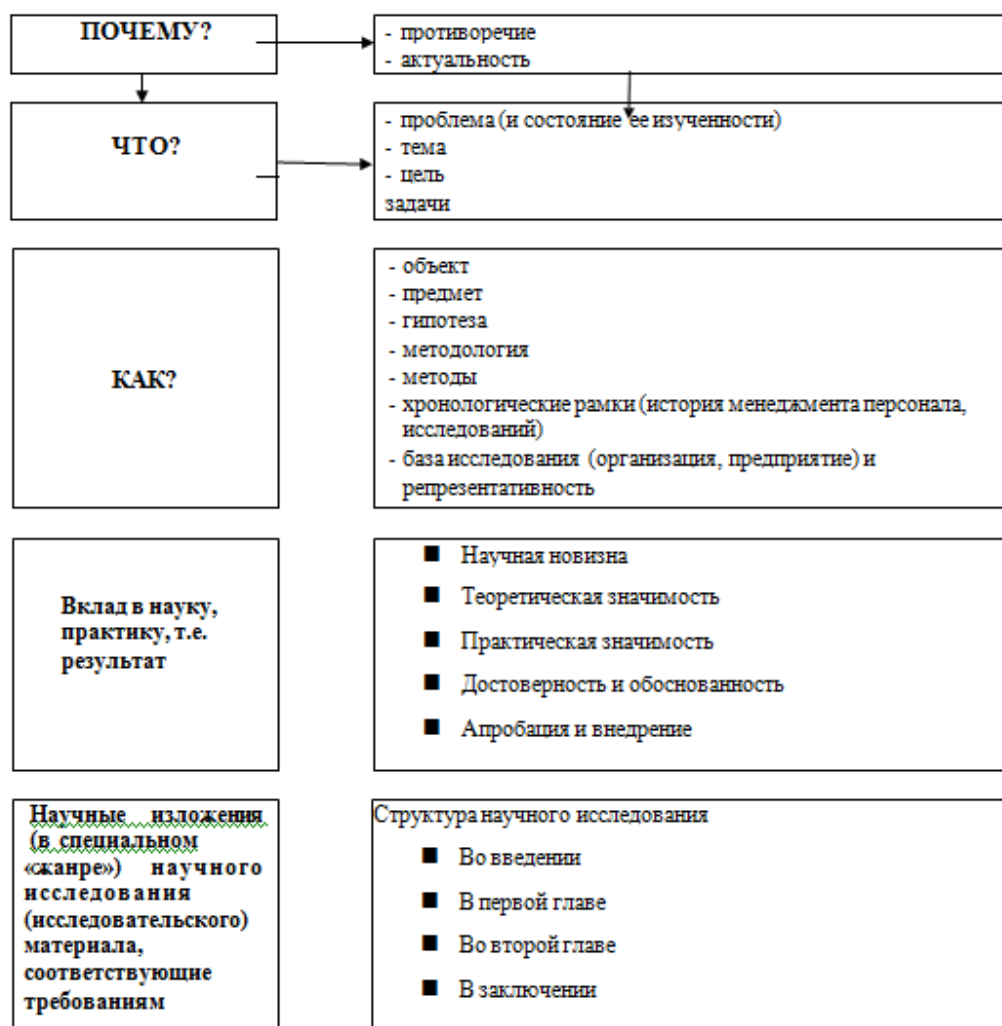 ПОЧЕМУ?
- противоречие
- актуальность
ЧТО?
- проблема (и состояние ее изученности)
- тема
- цель
задачи
КАК?
- объект
- предмет
- гипотеза
- методология
- методы
- хронологические рамки (история менеджмента персонала,
исследований)
- база исследования (организация, предприятие) и
репрезентативность
Вклад в науку,
практику, т.е.
результат
■ Научная новизна
■ Теоретическая значимость
■ Практическая значимость
■ Достоверность и обоснованность
■ Апробация и внедрение
Научные изложения
(в специальном
«жанре») научного
исследования
(исследовательского)
материала,
соответствующие
требованиям
Структура научного исследования
■ Во введении
■ В первой главе
■ Во второй главе
■ В заключении